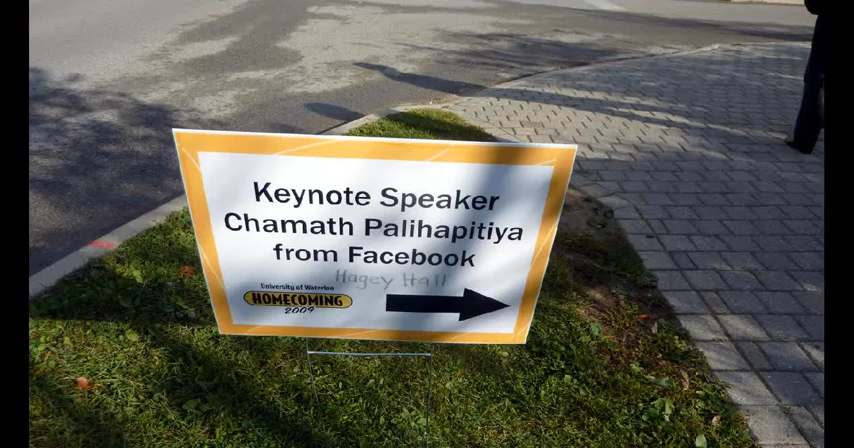 Keynote Speaker
Chamath Palihapitiya
from Facebook
Hagey Hall
University of Waterloo
HOMECOMING
2009